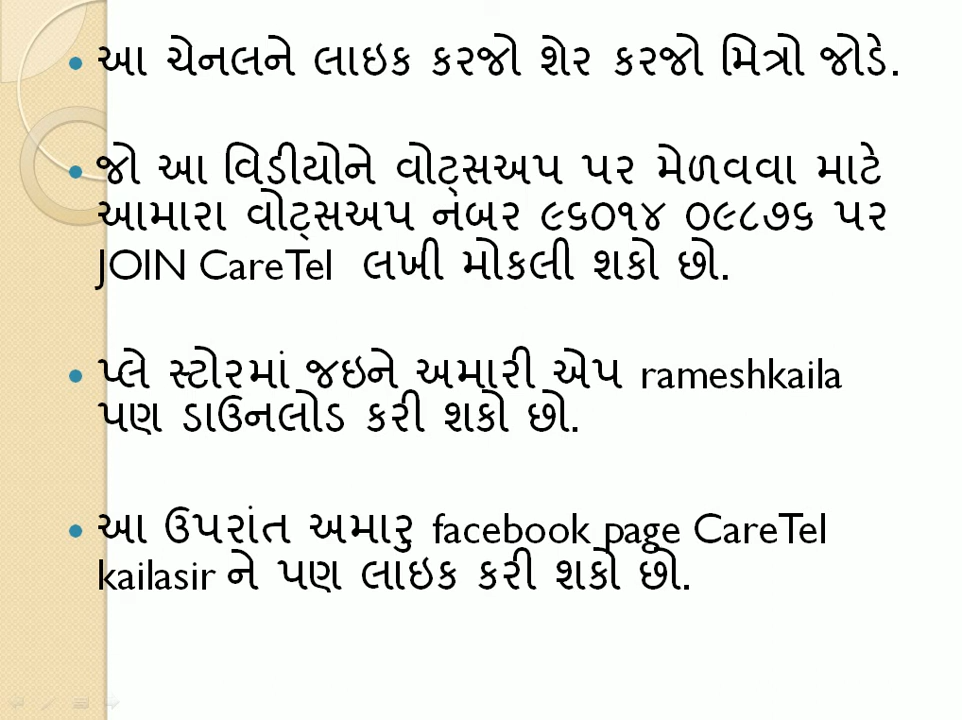 • આ ચેનલને લાઇક કરજો શેર કરજો મિત્રો જોડે.
• જો આ વિડીયોને વોટ્સઅપ પર મેળવવા માટે
આમારા વોટ્સઅપ નંબર ૯૬૦૧૪ ૦૯૮૭૬ પર
JOIN CareTel લખી મોકલી શકો છો.
• પ્લે સ્ટોરમાં જઇને અમારી એપ rameshkaila
પણ ડાઉનલોડ કરી શકો છો.
• આ ઉપરાંત અમારુ facebook page CareTel
kailasir ને પણ લાઇક કરી શકો છો.